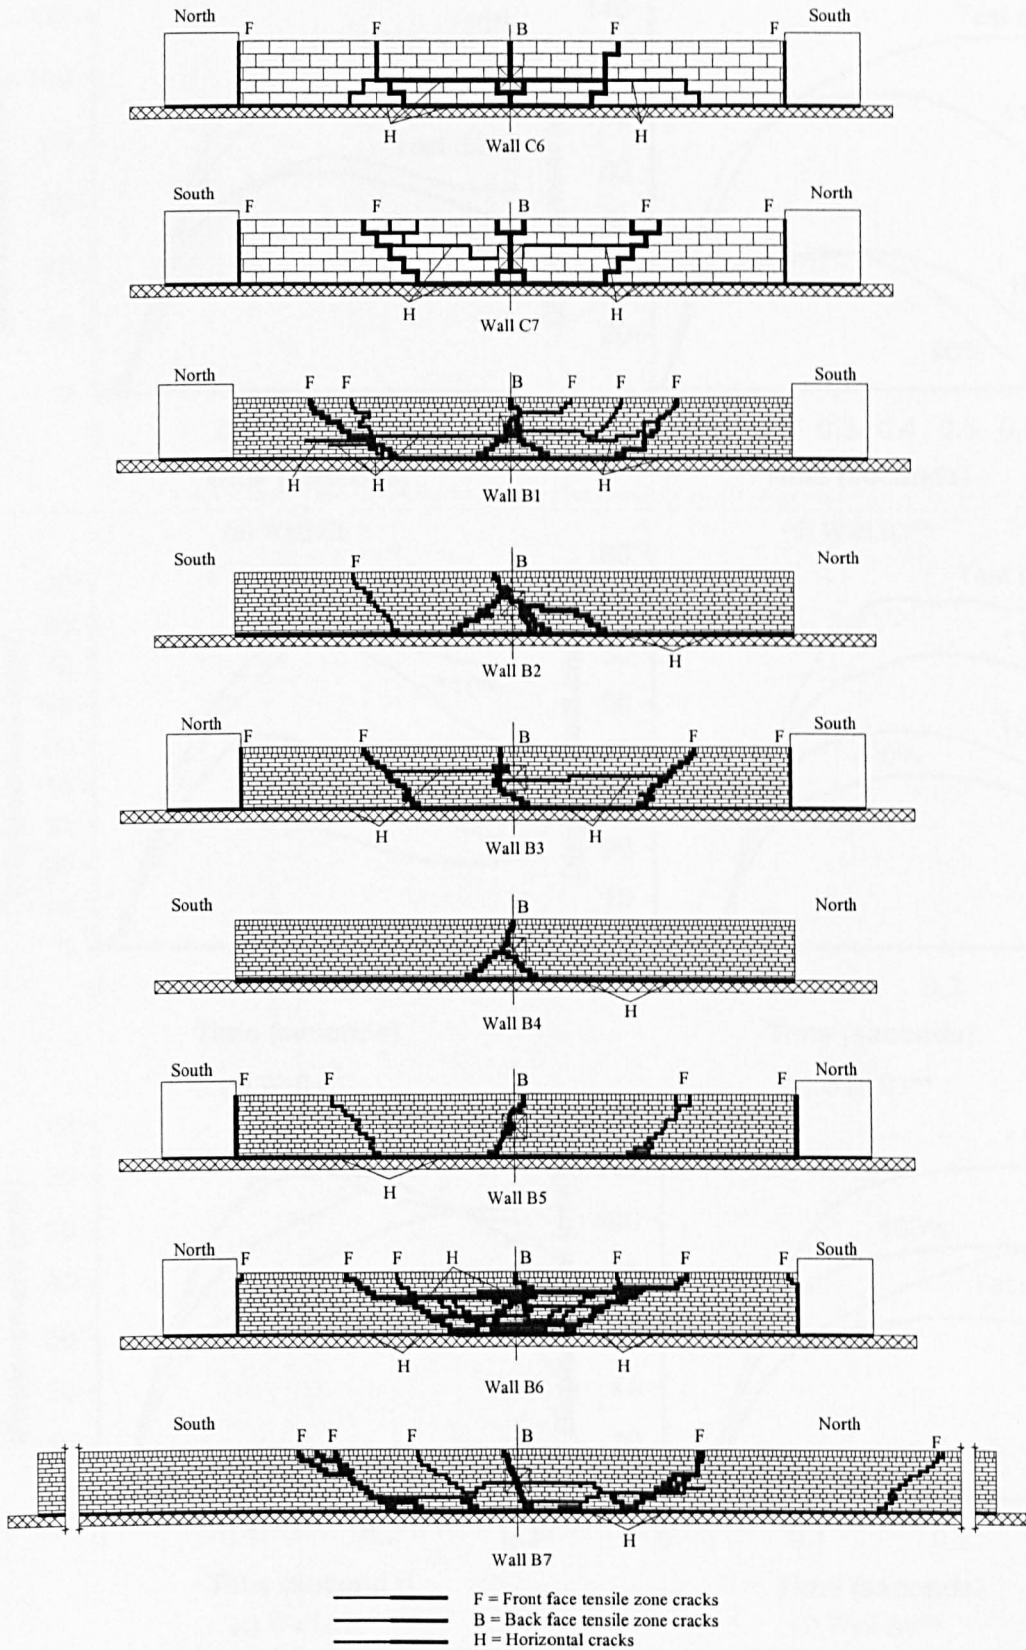 North South
F F B F F
H H
Wall C6
South North
F F B F F
H H
Wall C7
North South
F F B F F F
H H H
Wall B1
South North
F B
H
Wall B2
North South
F F B F F
H H
Wall B3
South North
B
H
Wall B4
South North
F F B F F
H
Wall B5
North South
F F F H B F F F
H H
Wall B6
South North
F F F B F F
H
Wall B7
F = Front face tensile zone cracks
B = Back face tensile zone cracks
H = Horizontal cracks